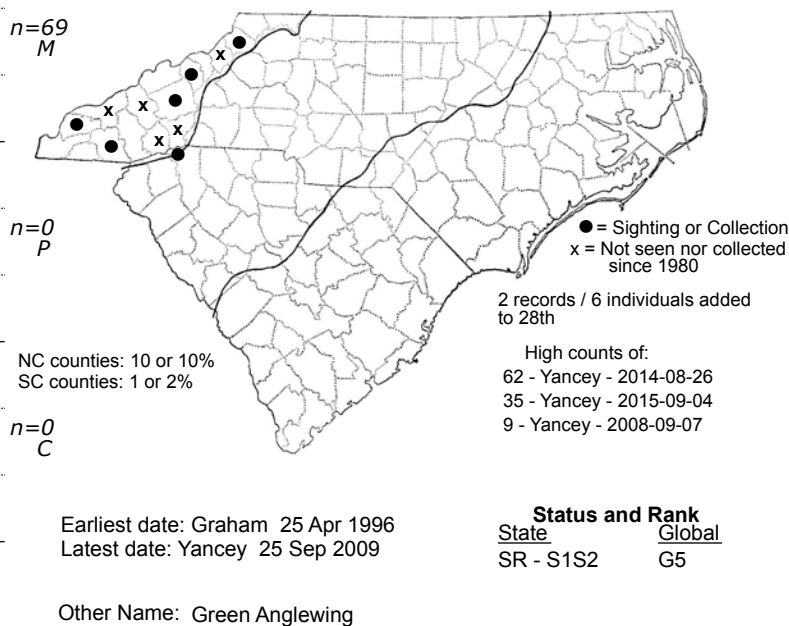 n=69
M
n=0
P
● = Sighting or Collection
x = Not seen nor collected
since 1980
2 records / 6 individuals added
to 28th
NC counties: 10 or 10%
SC counties: 1 or 2%
High counts of:
62 - Yancey - 2014-08-26
35 - Yancey - 2015-09-04
9 - Yancey - 2008-09-07
n=0
C
Earliest date: Graham 25 Apr 1996
Latest date: Yancey 25 Sep 2009
Status and Rank
State Global
SR - S1S2 G5
Other Name: Green Anglewing